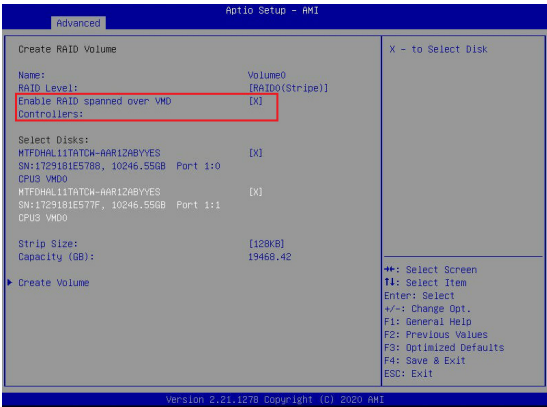 Aptio Setup - AMI
Advanced
Create RAID Volume
Name: Volume0
RAID Level: [RAID0(Stripe)]
Enable RAID spanned over VMD [X]
Controllers:
Select Disks:
MTFDHAL11TATCW-AAR1ZABYYES [X]
SN:1729181E5788, 10246.55GB Port 1:0
CPU3 VMD0
MTFDHAL11TATCW-AAR1ZABYYES [X]
SN:1729181E577F, 10246.55GB Port 1:1
CPU3 VMD0
Strip Size: [128KB]
Capacity (GB): 19468.42
Create Volume
X - to Select Disk
→←: Select Screen
↑↓: Select Item
Enter: Select
+/-: Change Opt.
F1: General Help
F2: Previous Values
F3: Optimized Defaults
F4: Save & Exit
ESC: Exit
Version 2.21.1278 Copyright (C) 2020 AMI